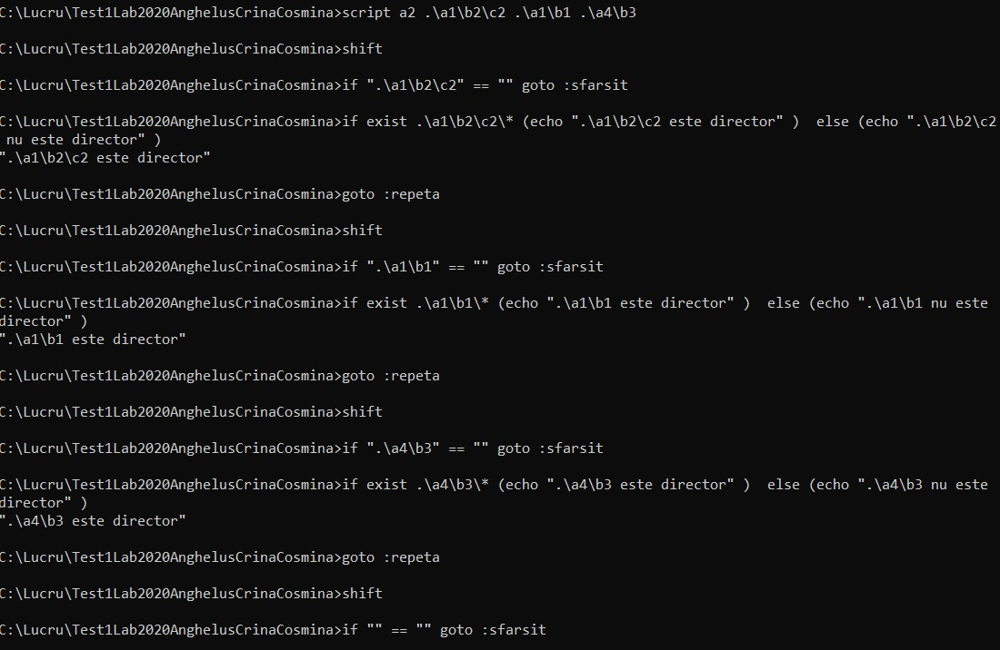 C:\Lucru\Test1Lab2020AnghelusCrinaCosmina>script a2 .\a1\b2\c2 .\a1\b1 .\a4\b3
C:\Lucru\Test1Lab2020AnghelusCrinaCosmina>shift
C:\Lucru\Test1Lab2020AnghelusCrinaCosmina>if ".\a1\b2\c2" == "" goto :sfarsit
C:\Lucru\Test1Lab2020AnghelusCrinaCosmina>if exist .\a1\b2\c2\* (echo ".\a1\b2\c2 este director" )  else (echo ".\a1\b2\c2
 nu este director" )
".\a1\b2\c2 este director"
C:\Lucru\Test1Lab2020AnghelusCrinaCosmina>goto :repeta
C:\Lucru\Test1Lab2020AnghelusCrinaCosmina>shift
C:\Lucru\Test1Lab2020AnghelusCrinaCosmina>if ".\a1\b1" == "" goto :sfarsit
C:\Lucru\Test1Lab2020AnghelusCrinaCosmina>if exist .\a1\b1\* (echo ".\a1\b1 este director" )  else (echo ".\a1\b1 nu este
director" )
".\a1\b1 este director"
C:\Lucru\Test1Lab2020AnghelusCrinaCosmina>goto :repeta
C:\Lucru\Test1Lab2020AnghelusCrinaCosmina>shift
C:\Lucru\Test1Lab2020AnghelusCrinaCosmina>if ".\a4\b3" == "" goto :sfarsit
C:\Lucru\Test1Lab2020AnghelusCrinaCosmina>if exist .\a4\b3\* (echo ".\a4\b3 este director" )  else (echo ".\a4\b3 nu este
director" )
".\a4\b3 este director"
C:\Lucru\Test1Lab2020AnghelusCrinaCosmina>goto :repeta
C:\Lucru\Test1Lab2020AnghelusCrinaCosmina>shift
C:\Lucru\Test1Lab2020AnghelusCrinaCosmina>if "" == "" goto :sfarsit